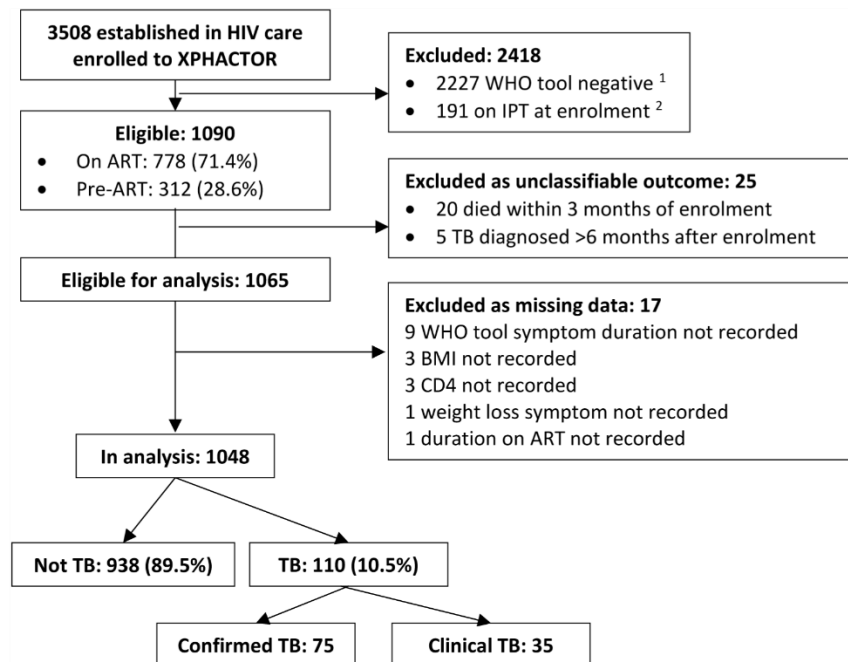 3508 established in HIV care
enrolled to XPHACTOR
Excluded: 2418
• 2227 WHO tool negative 1
• 191 on IPT at enrolment 2
Eligible: 1090
• On ART: 778 (71.4%)
• Pre-ART: 312 (28.6%)
Excluded as unclassifiable outcome: 25
• 20 died within 3 months of enrolment
• 5 TB diagnosed >6 months after enrolment
Eligible for analysis: 1065
Excluded as missing data: 17
9 WHO tool symptom duration not recorded
3 BMI not recorded
3 CD4 not recorded
1 weight loss symptom not recorded
1 duration on ART not recorded
In analysis: 1048
Not TB: 938 (89.5%)
TB: 110 (10.5%)
Confirmed TB: 75
Clinical TB: 35